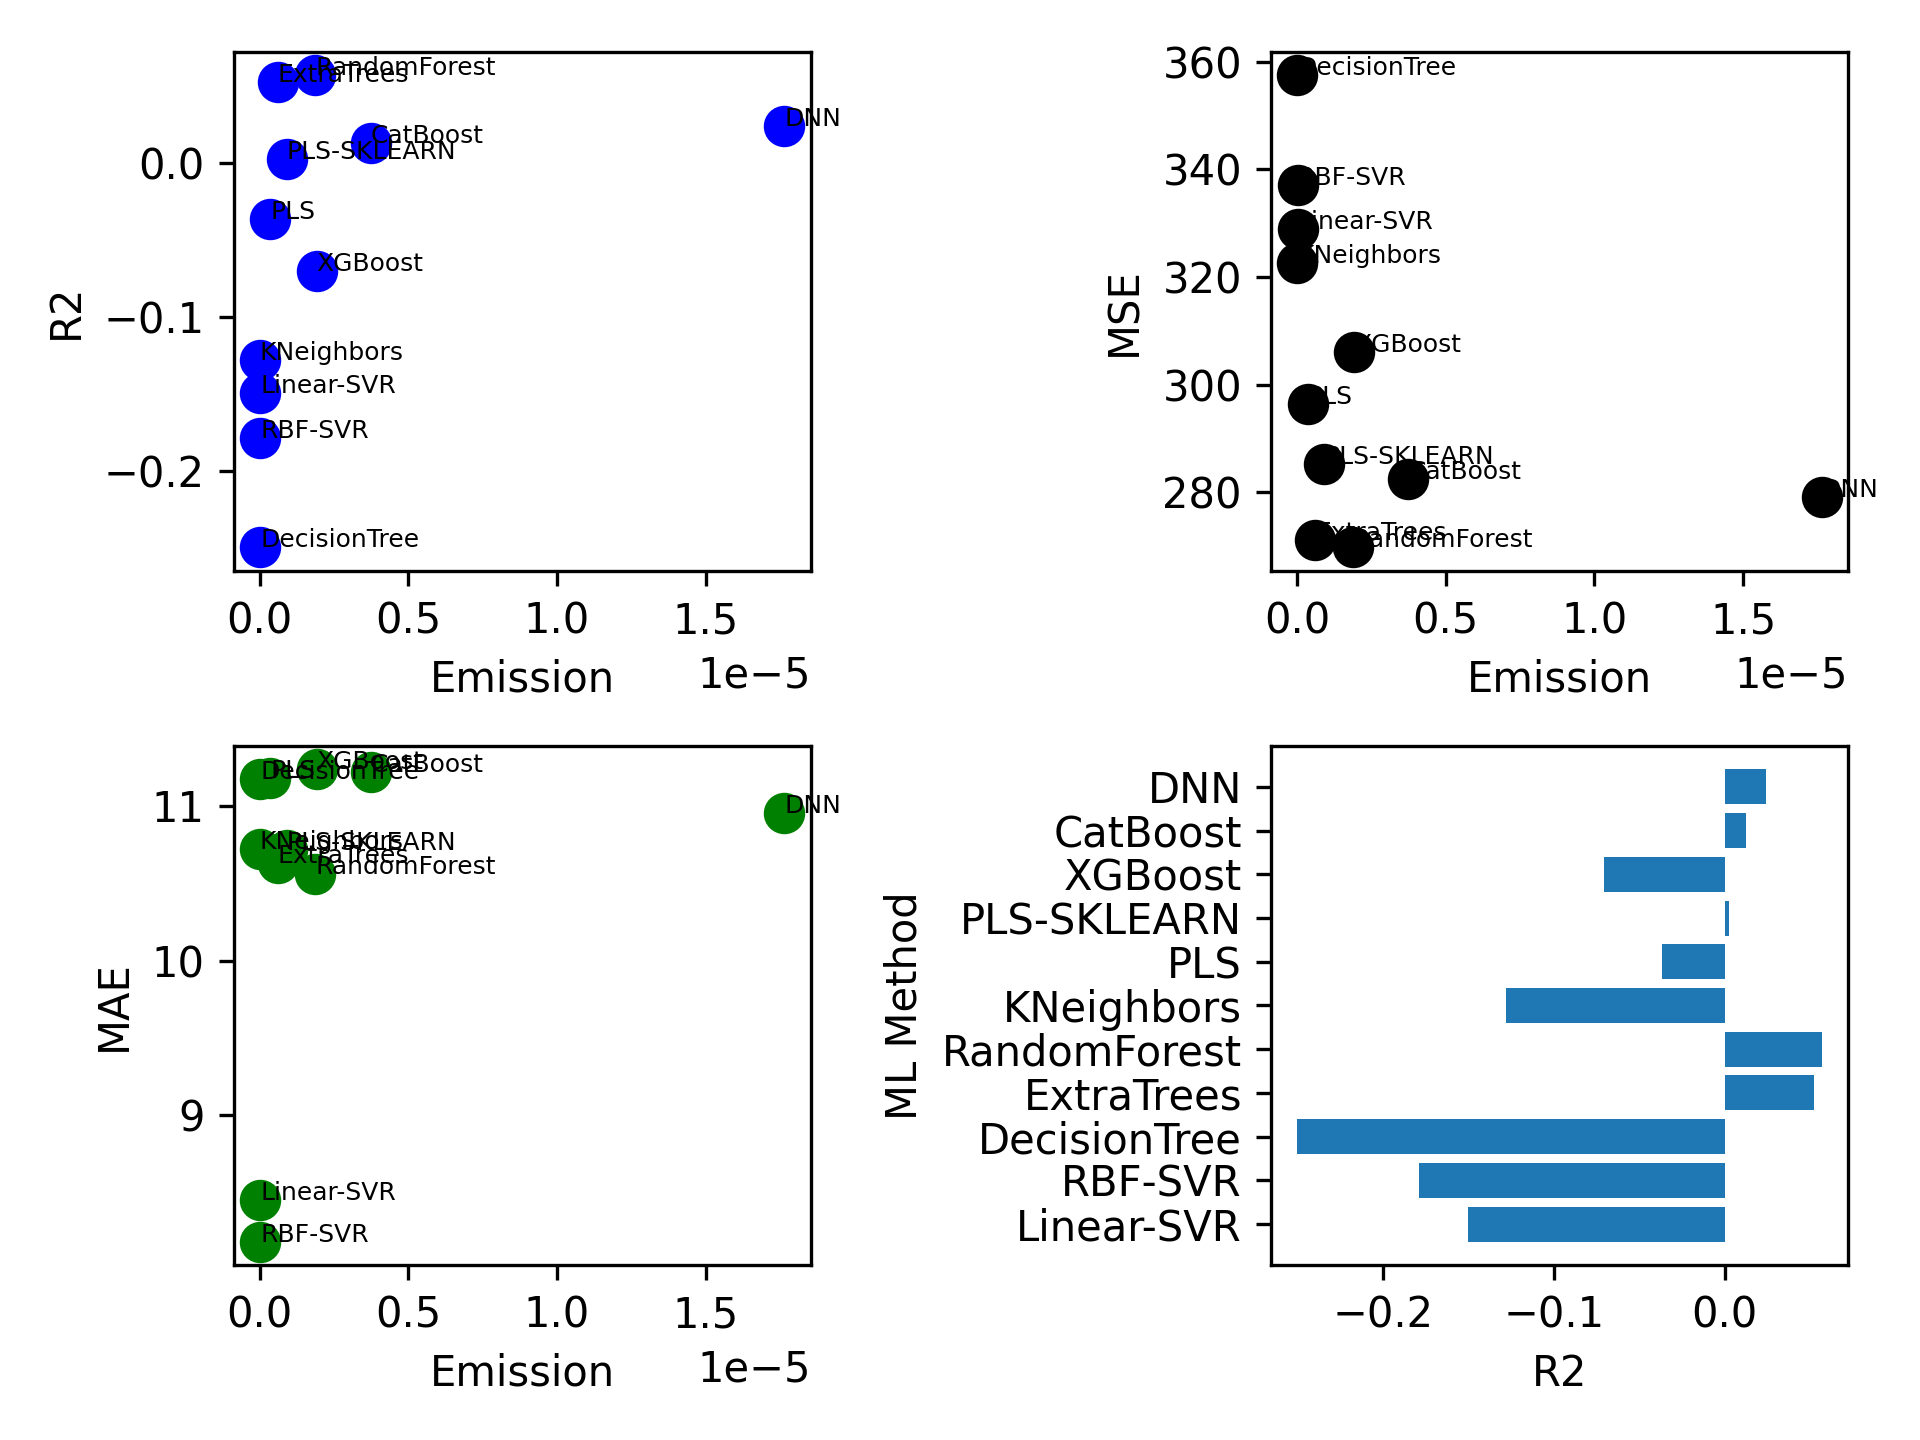 RandomForest
ExtraTrees
DNN
CatBoost
PLS-SKLEARN
0.0
PLS
XGBoost
R2
−0.1
KNeighbors
Linear-SVR
RBF-SVR
−0.2
DecisionTree
0.0 0.5 1.0 1.5
1e−5
Emission
360
DecisionTree
340
RBF-SVR
Linear-SVR
KNeighbors
320
MSE
XGBoost
300
PLS
PLS-SKLEARN
CatBoost
280
DNN
ExtraTrees
RandomForest
0.0 0.5 1.0 1.5
1e−5
Emission
XGBoost
CatBoost
DecisionTree
PLS
11
DNN
KNeighbors
PLS-SKLEARN
ExtraTrees
RandomForest
10
MAE
9
Linear-SVR
RBF-SVR
0.0 0.5 1.0 1.5
1e−5
Emission
DNN
CatBoost
XGBoost
PLS-SKLEARN
PLS
KNeighbors
RandomForest
ExtraTrees
DecisionTree
RBF-SVR
Linear-SVR
ML Method
−0.2 −0.1 0.0
R2